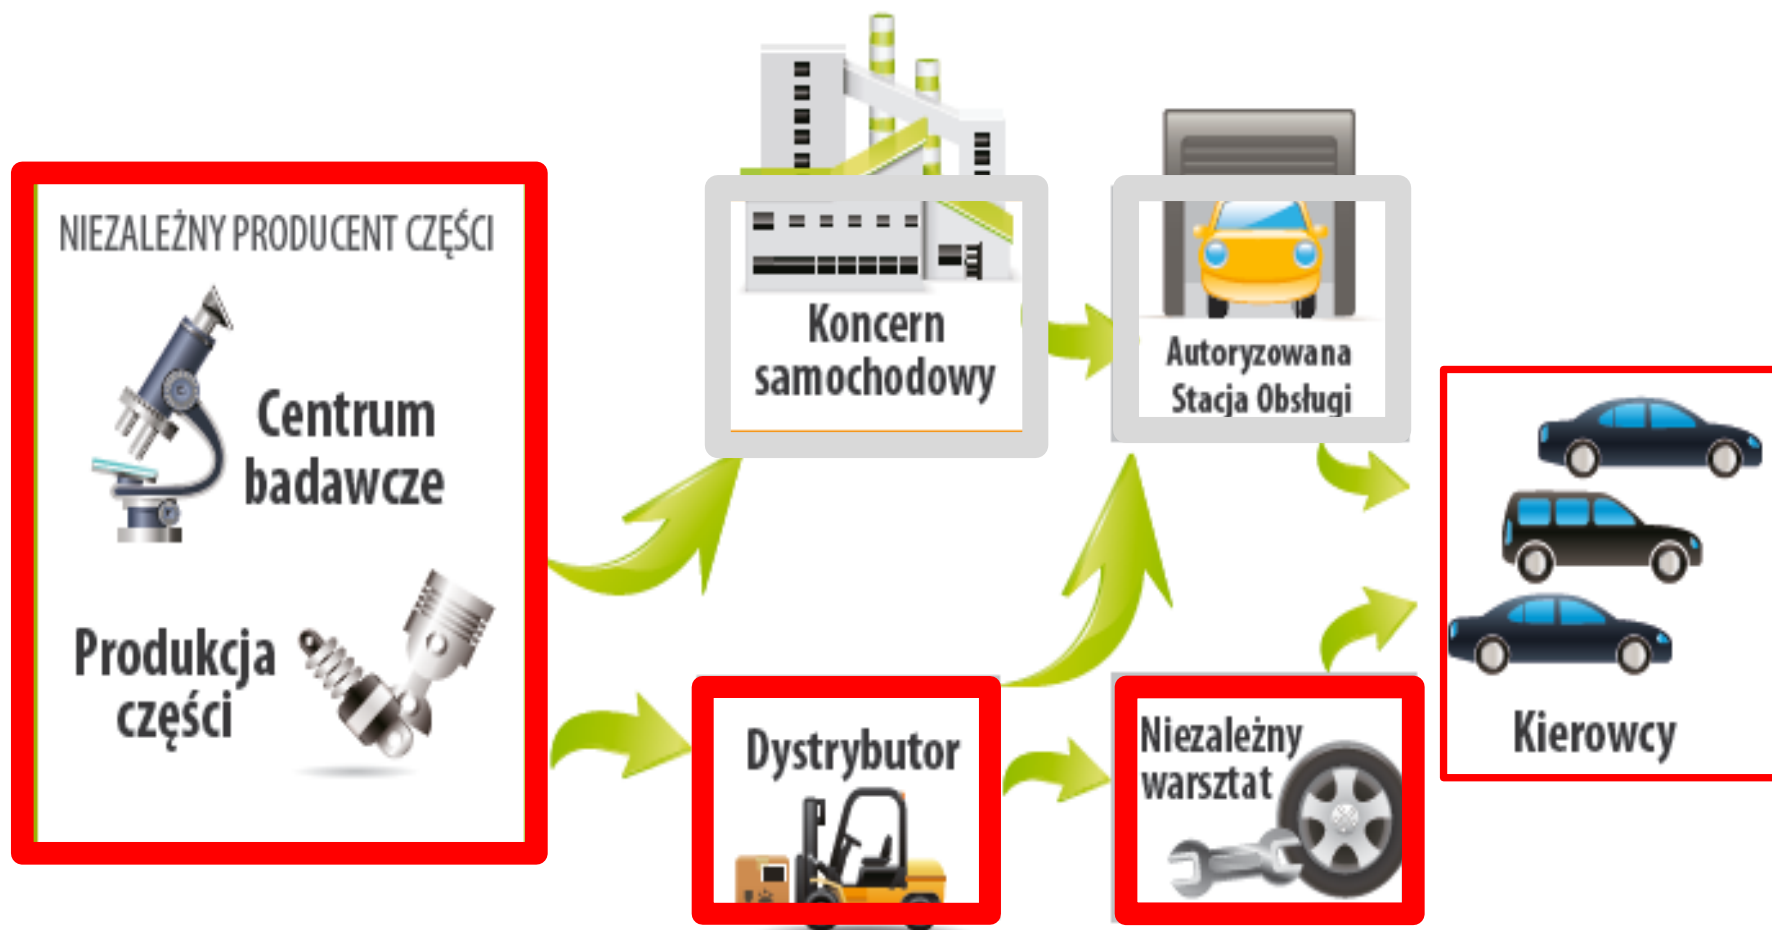 NIEZALEŻNY PRODUCENT CZĘŚCI
Centrum
badawcze
Produkcja
części
Koncern
samochodowy
Autoryzowana
Stacja Obsługi
Dystrybutor
Niezależny
warsztat
Kierowcy